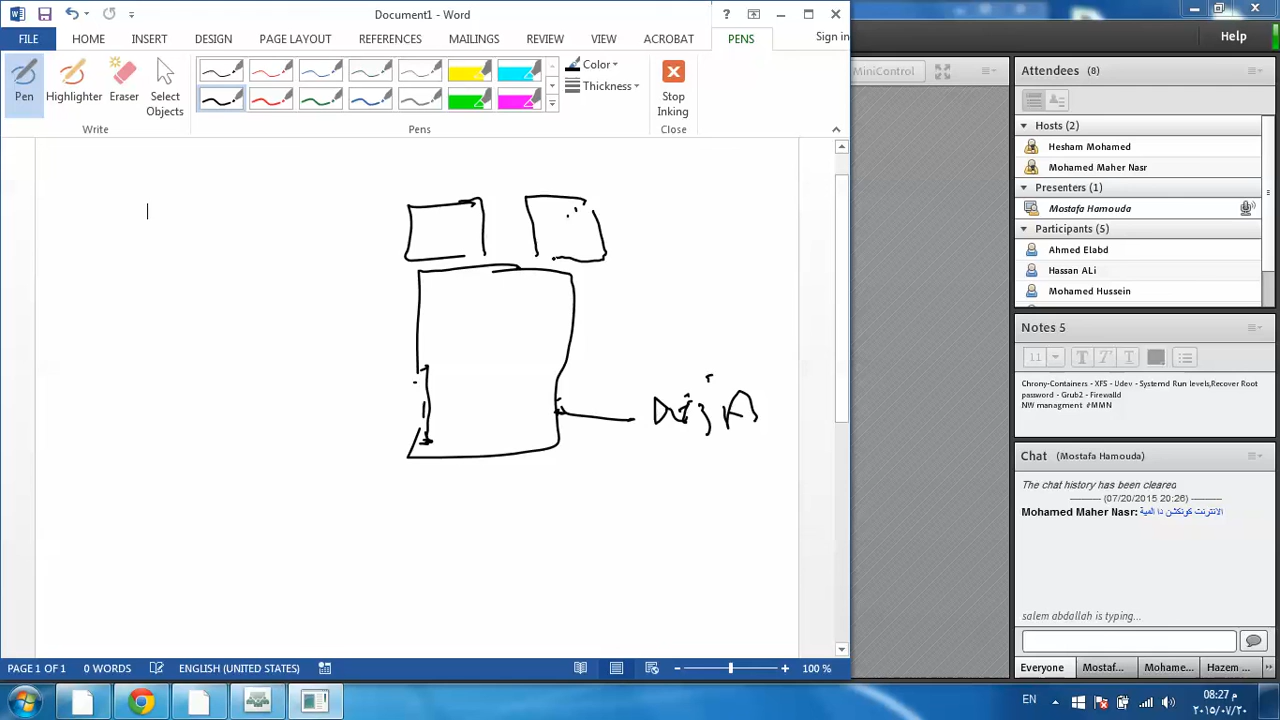 Document1 - Word
FILE
HOME
INSERT
DESIGN
PAGE LAYOUT
REFERENCES
MAILINGS
REVIEW
VIEW
ACROBAT
PENS
Sign in
Pen
Highlighter
Eraser
Select Objects
Write
Pens
Color
Thickness
Stop Inking
Close
PAGE 1 OF 1
0 WORDS
ENGLISH (UNITED STATES)
100 %
Help
MiniControl
Attendees (8)
Hosts (2)
Hesham Mohamed
Mohamed Maher Nasr
Presenters (1)
Mostafa Hamouda
Participants (5)
Ahmed Elabd
Hassan ALi
Mohamed Hussein
Notes 5
11
Chrony-Containers - XFS - Udev - Systemd Run levels,Recover Root
password - Grub2 - Firewalld
NW managment #MMN
Chat (Mostafa Hamouda)
The chat history has been cleared
(07/20/2015 20:26)
Mohamed Maher Nasr: الانترنت كونكشن دا المية
salem abdallah is typing...
Everyone
Mostaf...
Mohame...
Hazem ...
EN
08:27 م
٢٠١٥/٠٧/٢٠